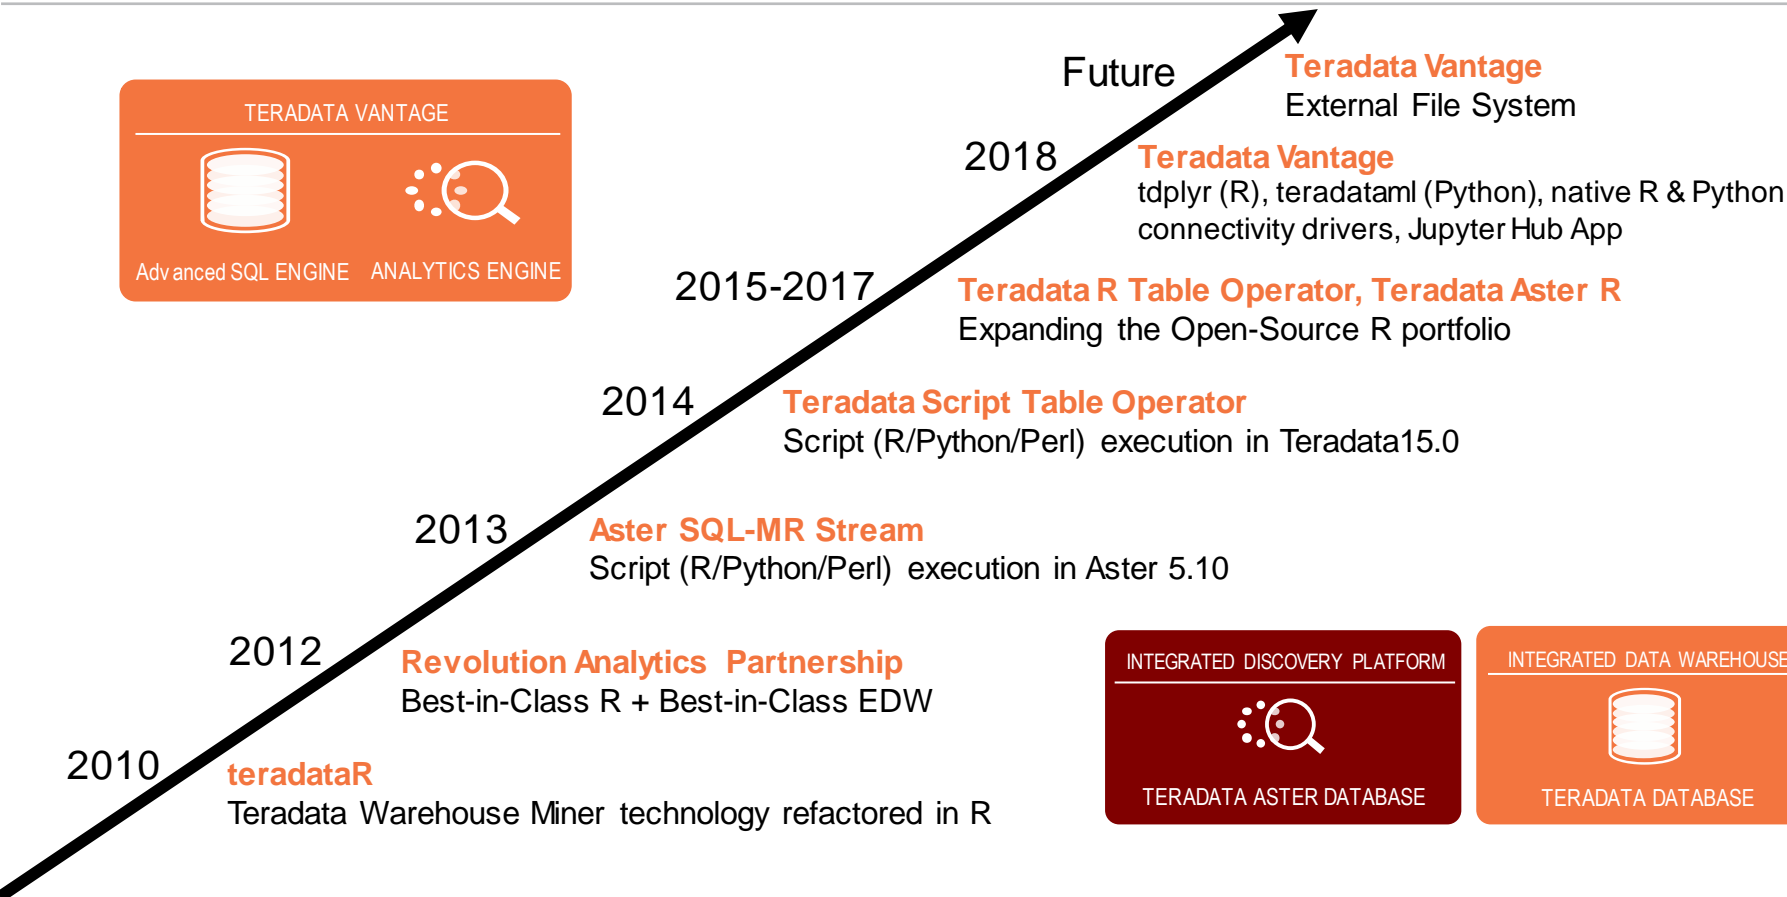 Future
Teradata Vantage
External File System
TERADATA VANTAGE
Advanced SQL ENGINE
ANALYTICS ENGINE
2018
Teradata Vantage
tdplyr (R), teradataml (Python), native R & Python
connectivity drivers, Jupyter Hub App
2015-2017
Teradata R Table Operator, Teradata Aster R
Expanding the Open-Source R portfolio
2014
Teradata Script Table Operator
Script (R/Python/Perl) execution in Teradata15.0
2013
Aster SQL-MR Stream
Script (R/Python/Perl) execution in Aster 5.10
2012
Revolution Analytics Partnership
Best-in-Class R + Best-in-Class EDW
2010
teradataR
Teradata Warehouse Miner technology refactored in R
INTEGRATED DISCOVERY PLATFORM
TERADATA ASTER DATABASE
INTEGRATED DATA WAREHOUSE
TERADATA DATABASE